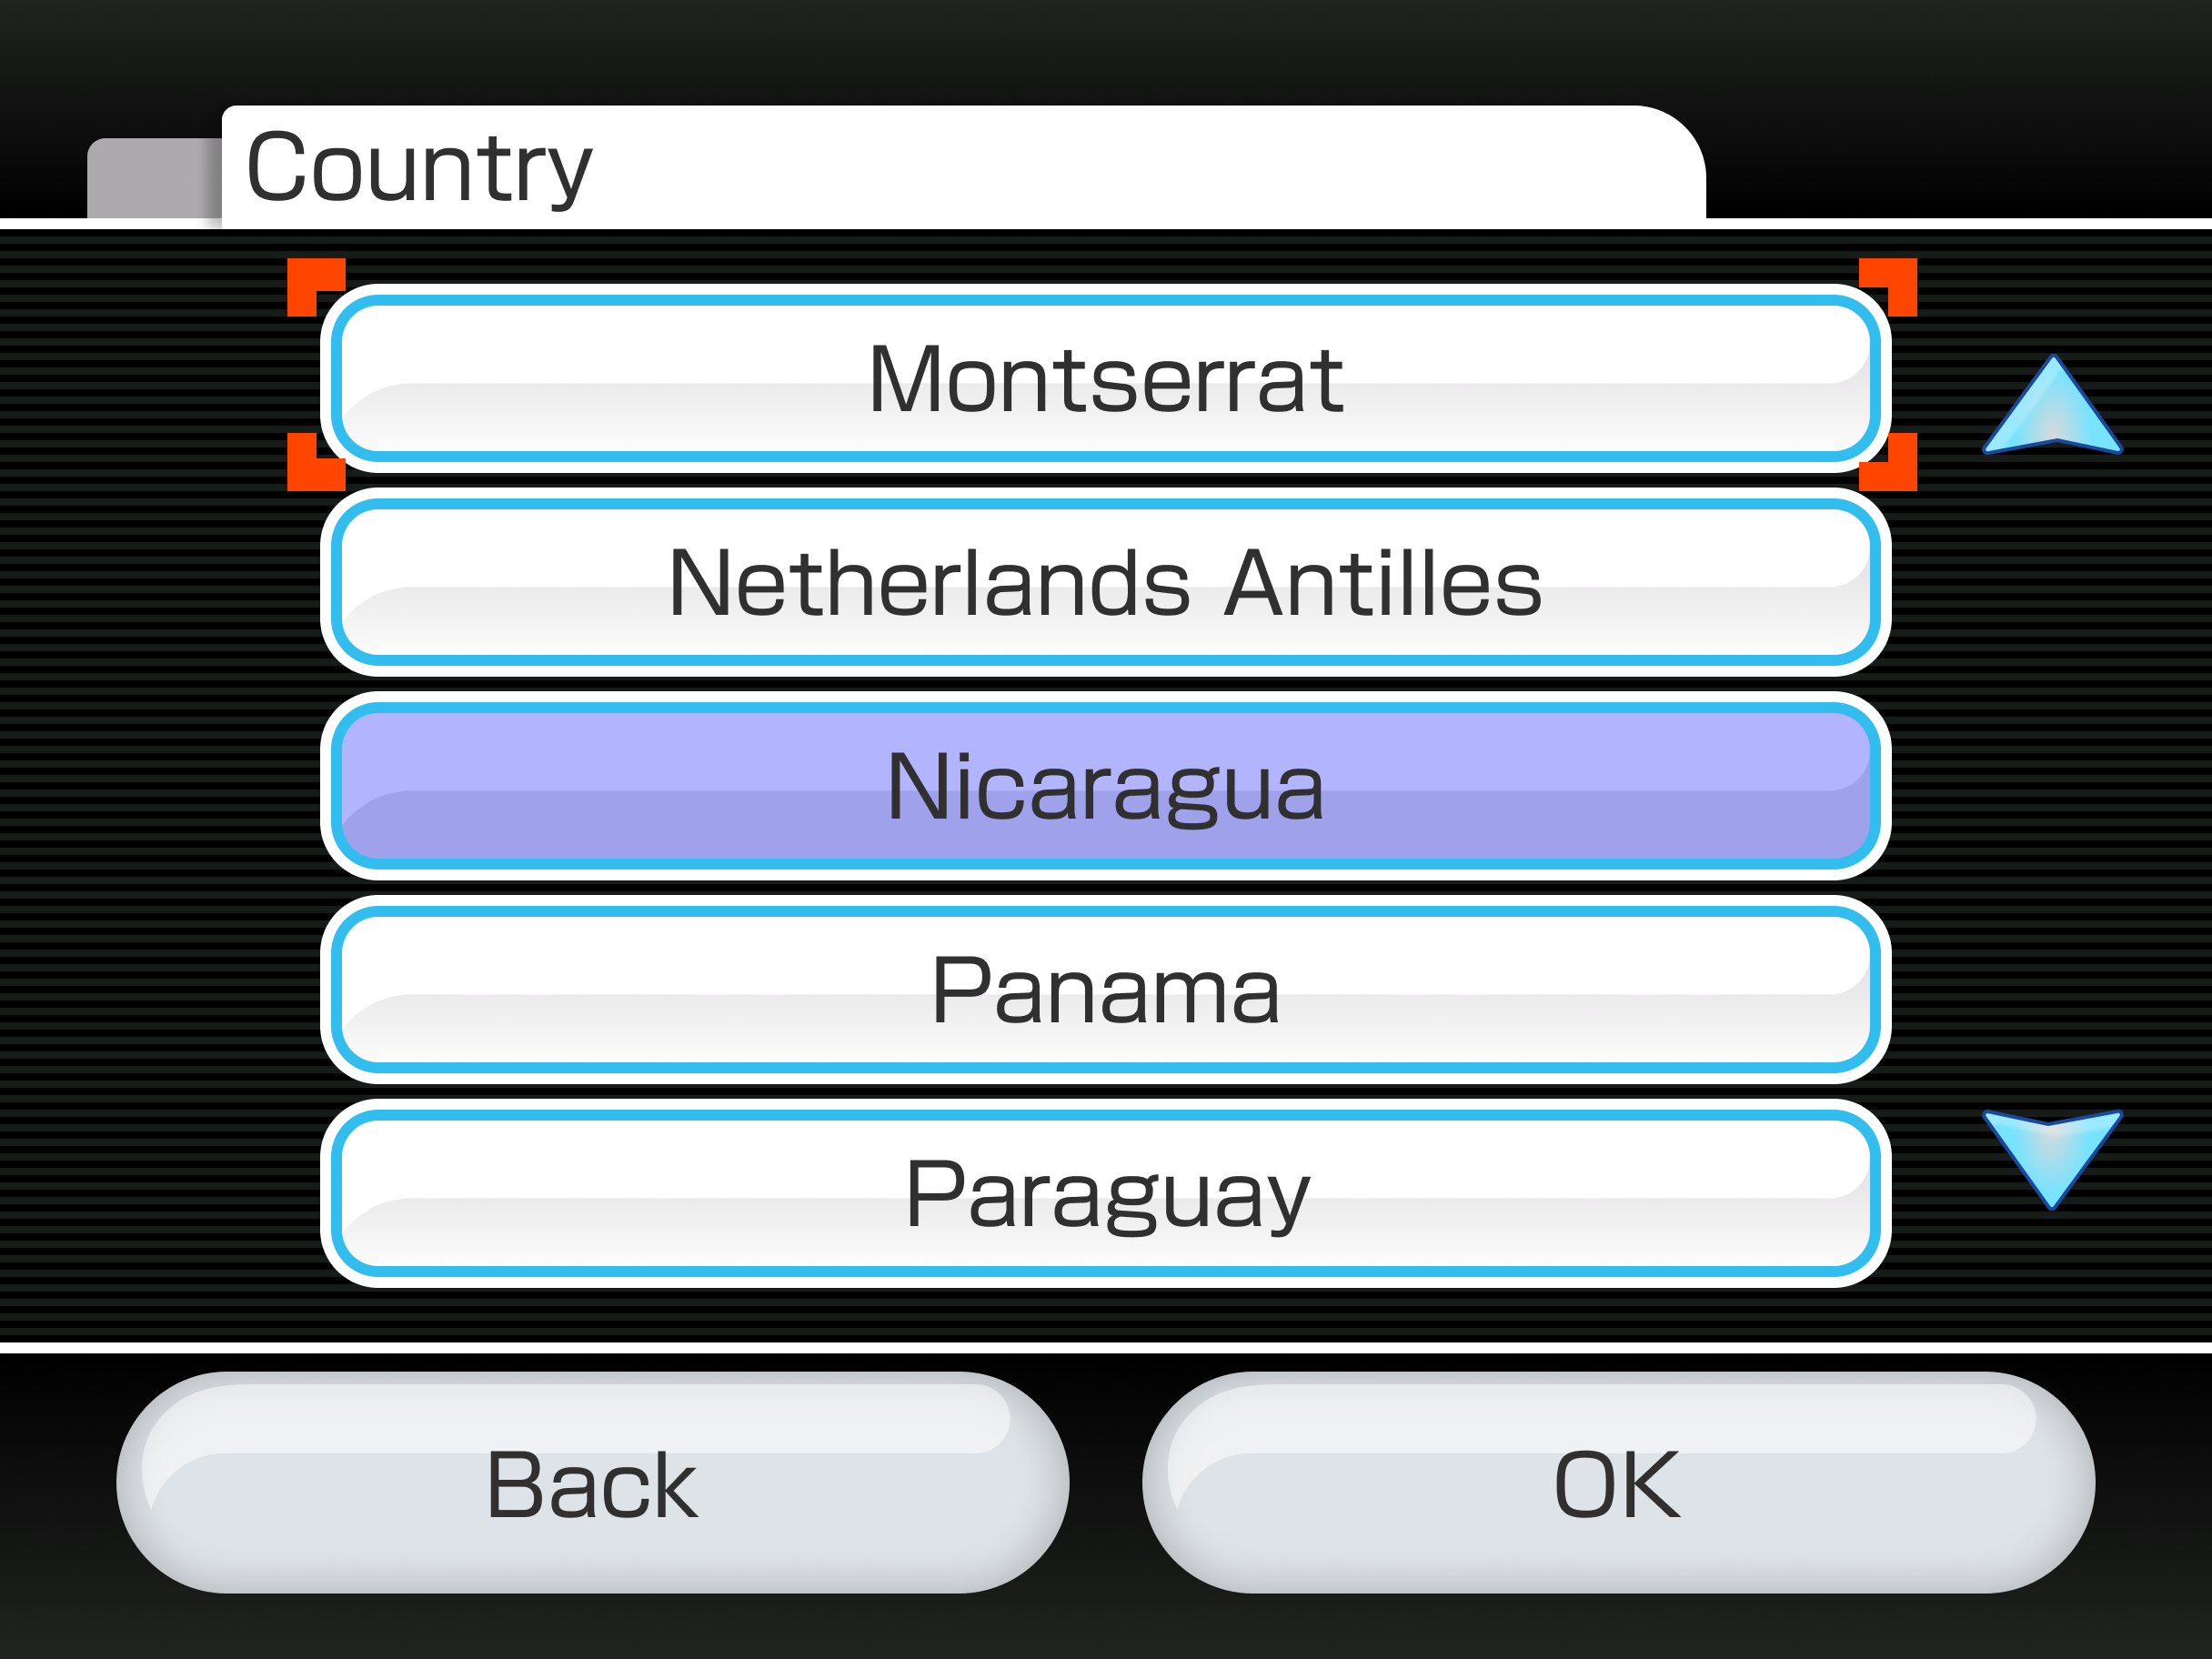 Country
Montserrat
Netherlands Antilles
Nicaragua
Panama
Paraguay
Back
OK